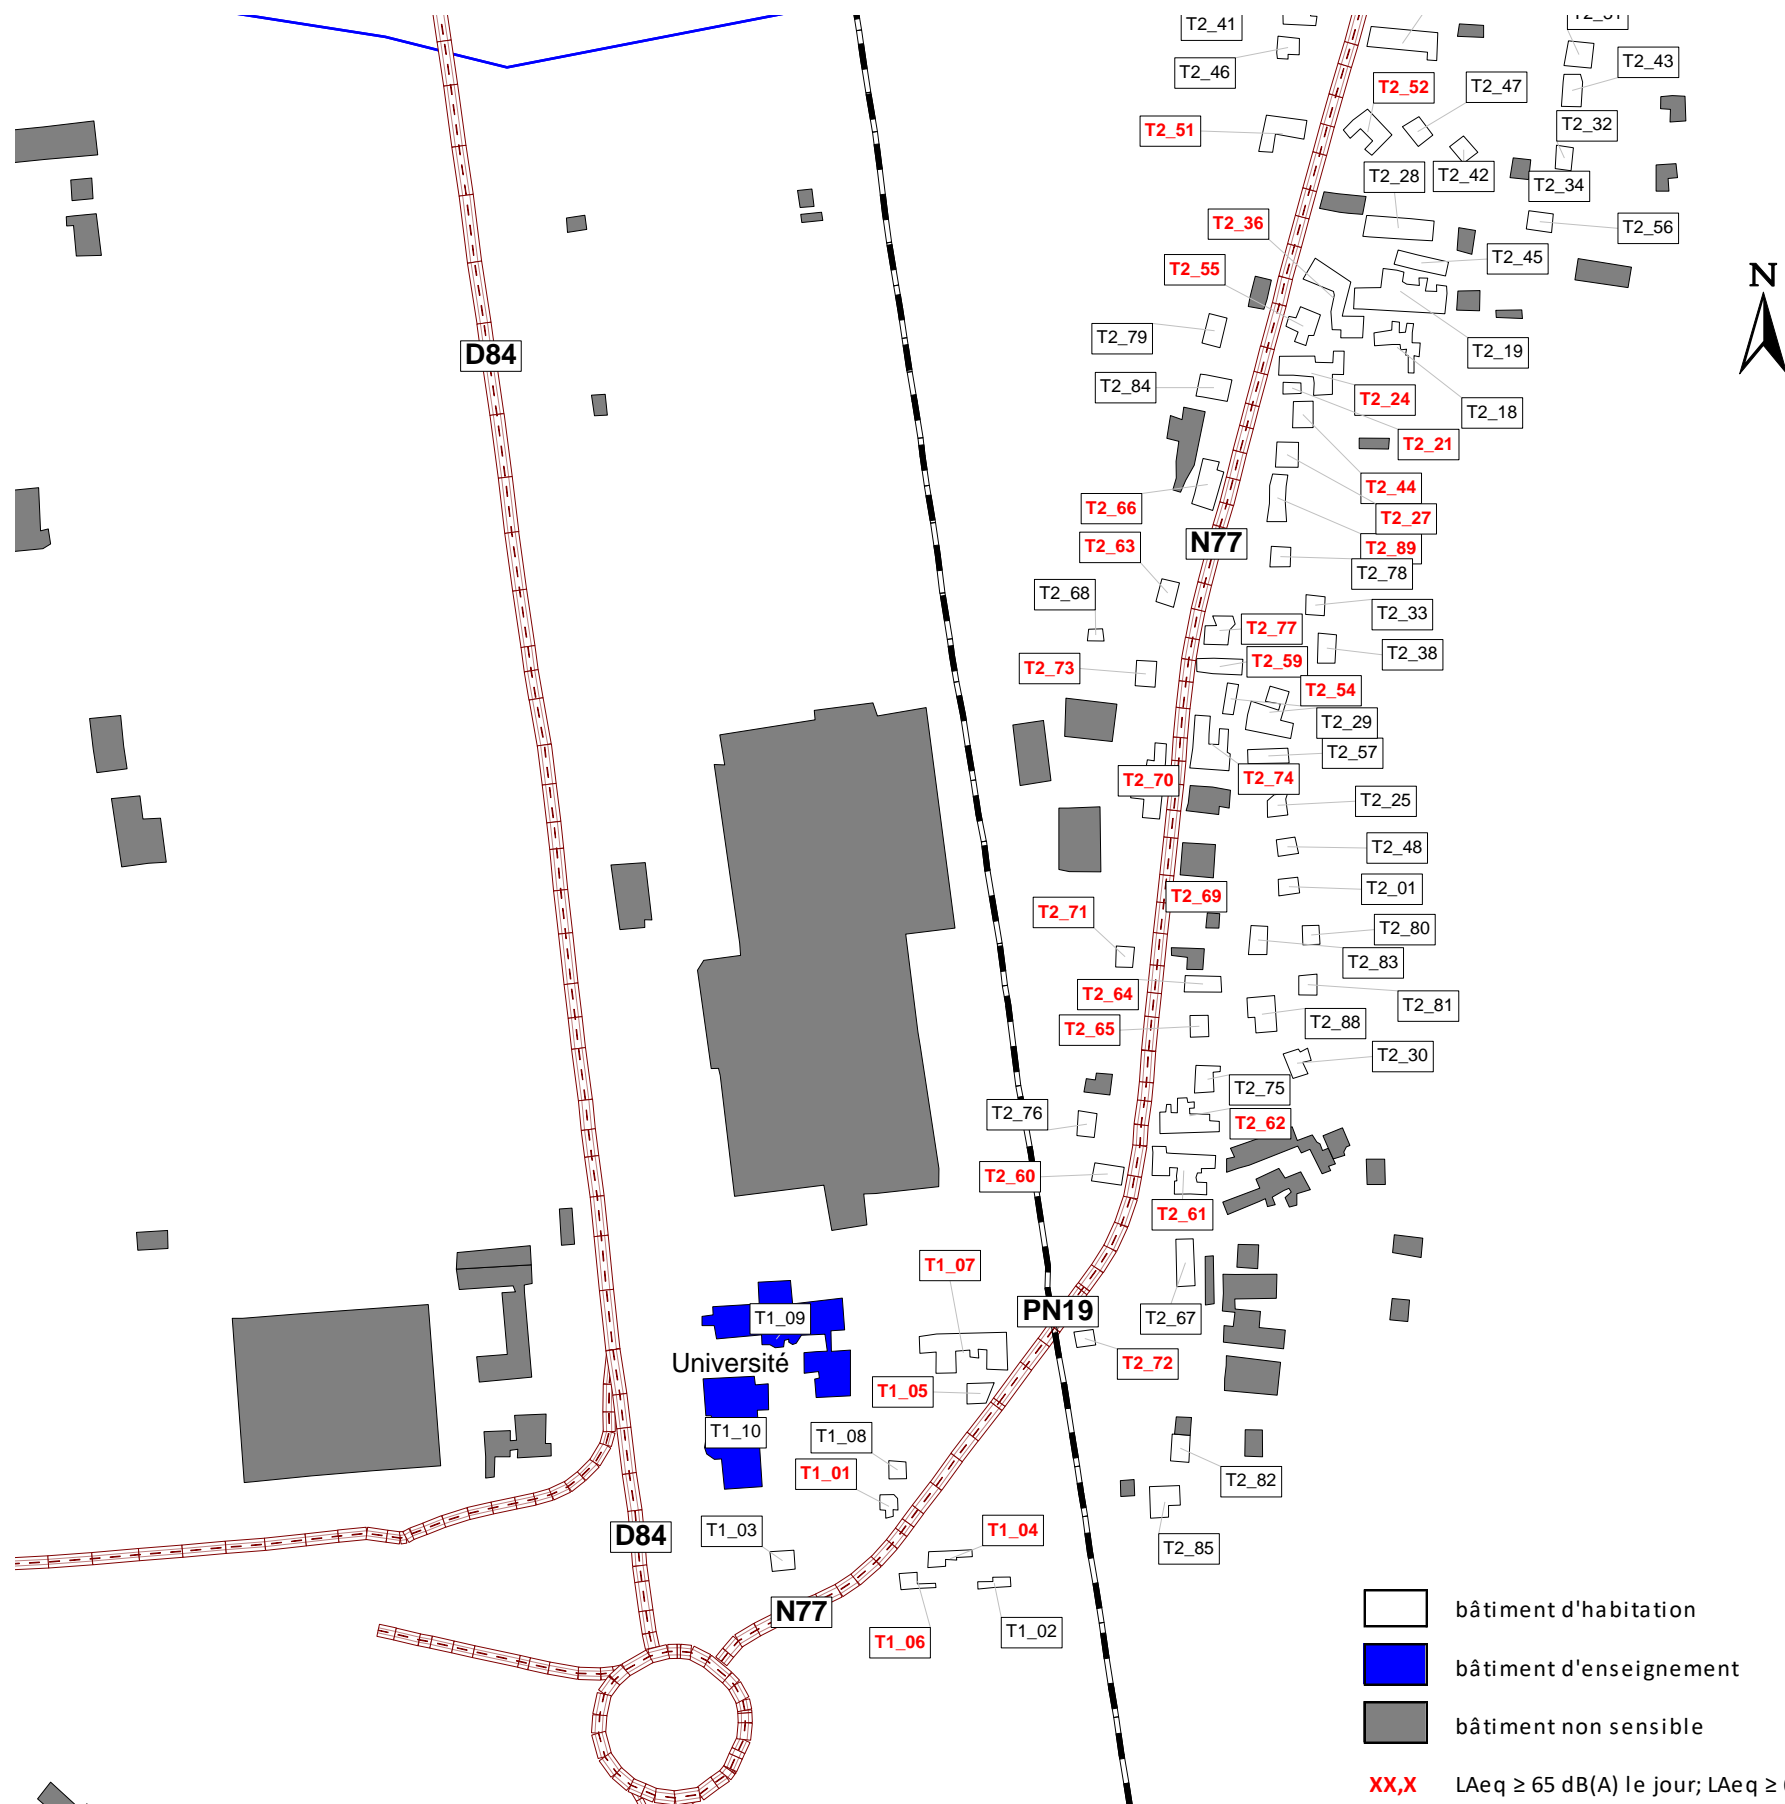 T2_41
T2_46
T2_51
T2_52
T2_47
T2_43
T2_32
T2_28
T2_42
T2_34
T2_56
T2_36
T2_55
T2_45
N
T2_79
T2_19
D84
T2_84
T2_24
T2_18
T2_21
T2_66
T2_44
T2_27
T2_63
N77
T2_89
T2_78
T2_68
T2_33
T2_77
T2_38
T2_73
T2_59
T2_54
T2_29
T2_57
T2_70
T2_74
T2_25
T2_48
T2_01
T2_69
T2_71
T2_80
T2_83
T2_64
T2_81
T2_65
T2_88
T2_30
T2_75
T2_76
T2_62
T2_60
T2_61
T1_07
PN19
T1_09
T2_67
Université
T2_72
T1_05
T1_10
T1_08
T1_01
T2_82
T1_03
D84
T1_04
T2_85
N77
T1_06
T1_02
bâtiment d'habitation
bâtiment d'enseignement
bâtiment non sensible
XX,X LAeq ≥ 65 dB(A) le jour; LAeq ≥